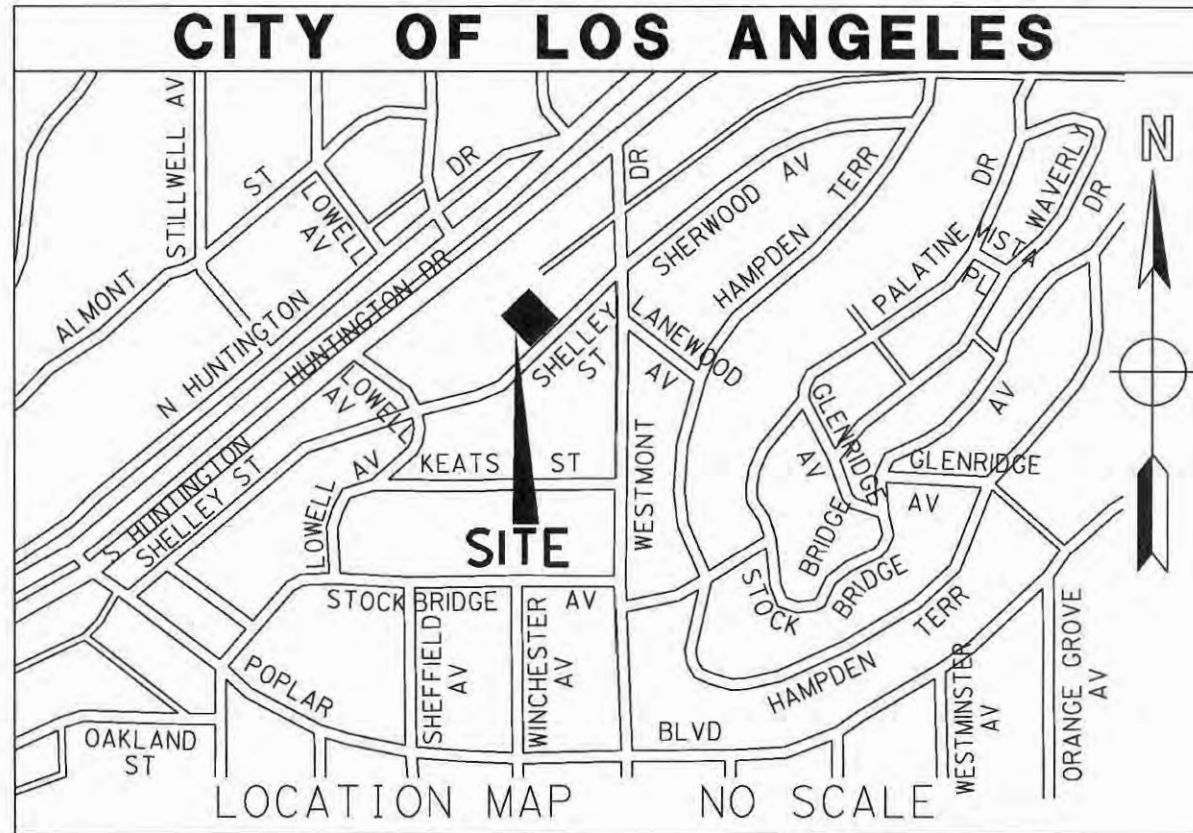 CITY OF LOS ANGELES
STILLWELL AV
ALMONT ST
LOWELL AV
N HUNTINGTON DR
HUNTINGTON DR
S HUNTINGTON DR
SHELLEY ST
LOWELL AV
LOWELL AV
KEATS ST
SHELLEY ST
SHERWOOD AV
HAMPDEN TERR
LANEWOOD AV
WESTMONT
PALATINE DR
VISTA PL
WAVERLY DR
N
GLENRIDGE AV
GLENRIDGE AV
SITE
STOCKBRIDGE AV
STOCK BRIDGE BRIDGE AV
SHEFFIELD AV
WINCHESTER AV
POPLAR BLVD
HAMPDEN TERR
WESTMINSTER AV
ORANGE GROVE AV
OAKLAND ST
LOCATION MAP NO SCALE